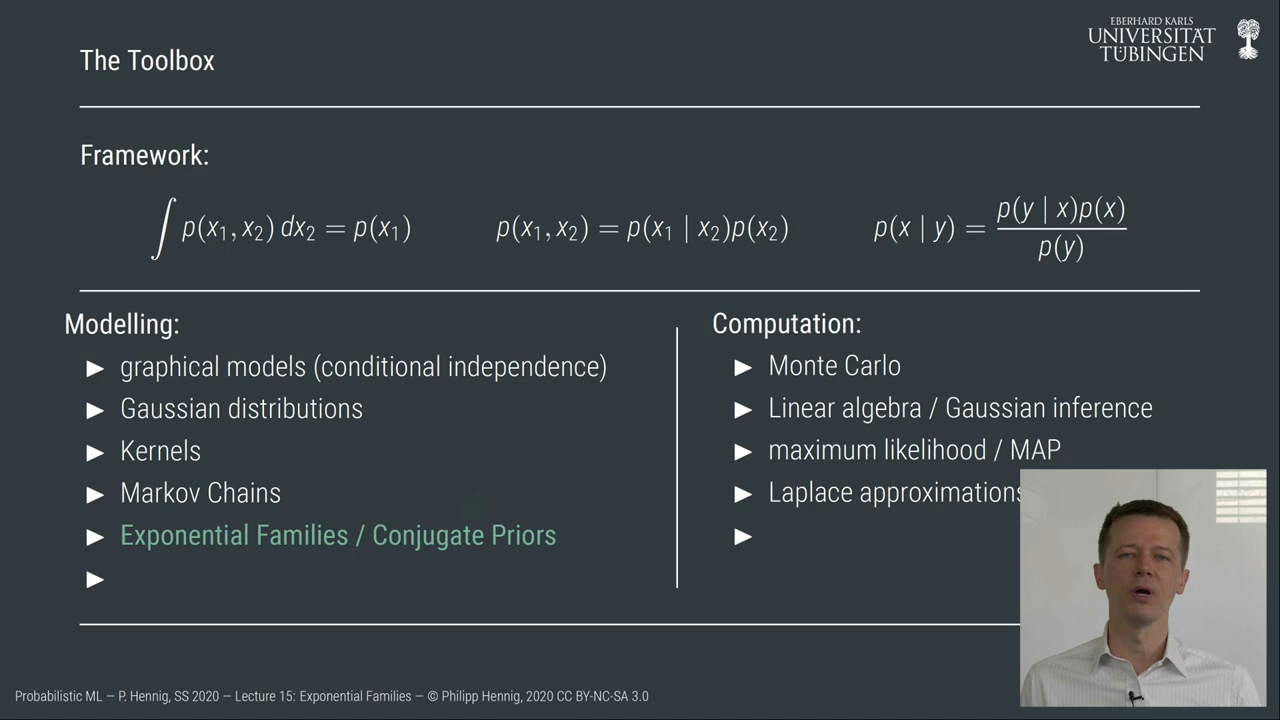 EBERHARD KARLS
UNIVERSITÄT
TÜBINGEN
The Toolbox
Framework:
∫ p(x₁, x₂) dx₂ = p(x₁)    p(x₁, x₂) = p(x₁ | x₂)p(x₂)    p(x | y) = p(y | x)p(x) / p(y)
Modelling:
▶ graphical models (conditional independence)
▶ Gaussian distributions
▶ Kernels
▶ Markov Chains
▶ Exponential Families / Conjugate Priors
▶
Computation:
▶ Monte Carlo
▶ Linear algebra / Gaussian inference
▶ maximum likelihood / MAP
▶ Laplace approximations
▶
Probabilistic ML — P. Hennig, SS 2020 — Lecture 15: Exponential Families — © Philipp Hennig, 2020 CC BY-NC-SA 3.0